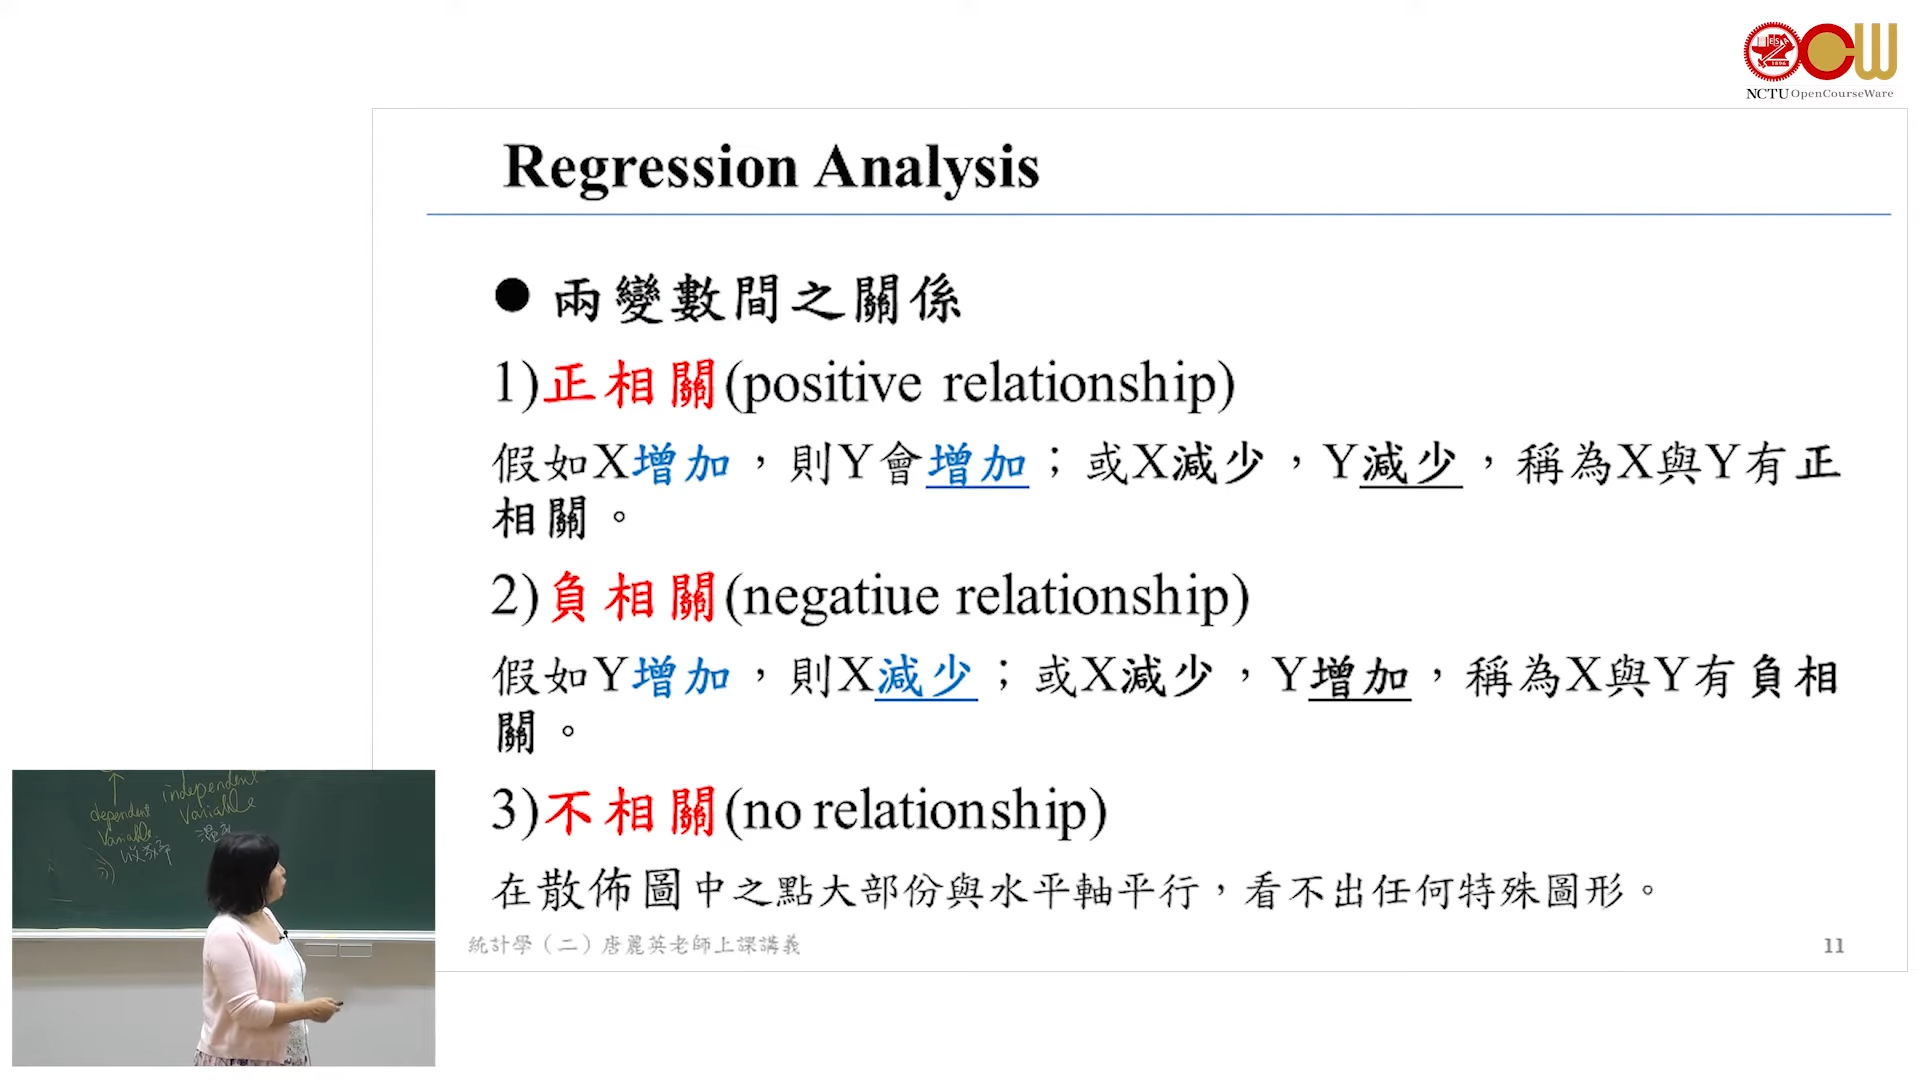 NCTU OpenCourseWare
Regression Analysis
● 兩變數間之關係
1)正相關(positive relationship)
假如X增加，則Y會增加；或X減少，Y減少，稱為X與Y有正
相關。
2)負相關(negatiue relationship)
假如Y增加，則X減少；或X減少，Y增加，稱為X與Y有負相
關。
3)不相關(no relationship)
在散佈圖中之點大部份與水平軸平行，看不出任何特殊圖形。
統計學（二）唐麗英老師上課講義
11
independent
Variable
dependent
Variable